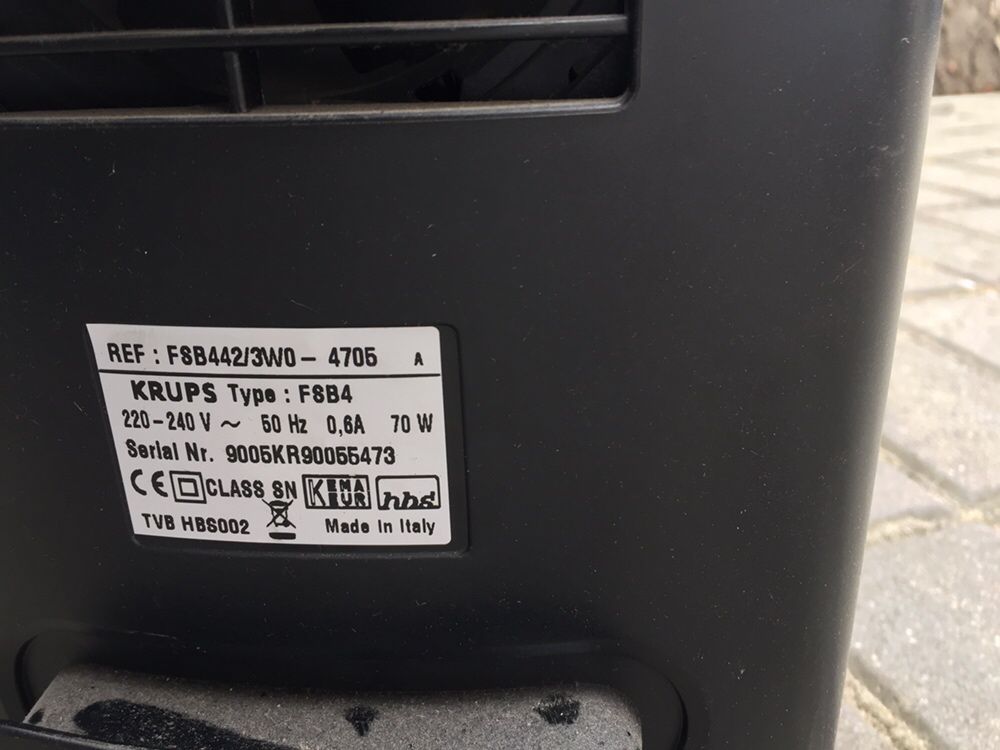 REF : FSB442/3W0 - 4705 A
KRUPS Type : FSB4
220-240 V ~ 50 Hz 0,6A 70 W
Serial Nr. 9005KR90055473
CE CLASS SN KEMA EUR hbs
TVB HBS002 Made in Italy